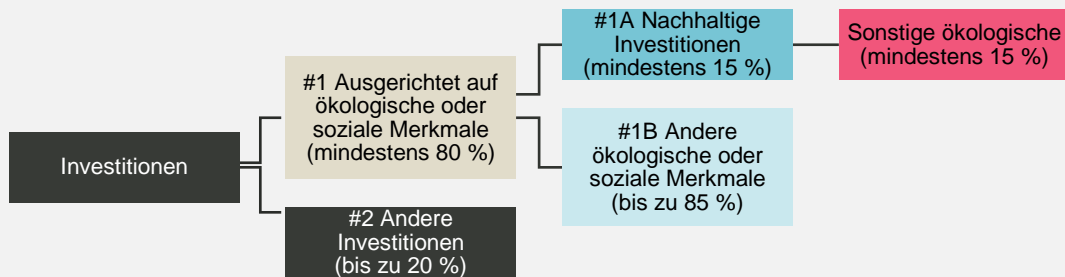 Investitionen
#1 Ausgerichtet auf
ökologische oder
soziale Merkmale
(mindestens 80 %)
#2 Andere
Investitionen
(bis zu 20 %)
#1A Nachhaltige
Investitionen
(mindestens 15 %)
#1B Andere
ökologische oder
soziale Merkmale
(bis zu 85 %)
Sonstige ökologische
(mindestens 15 %)